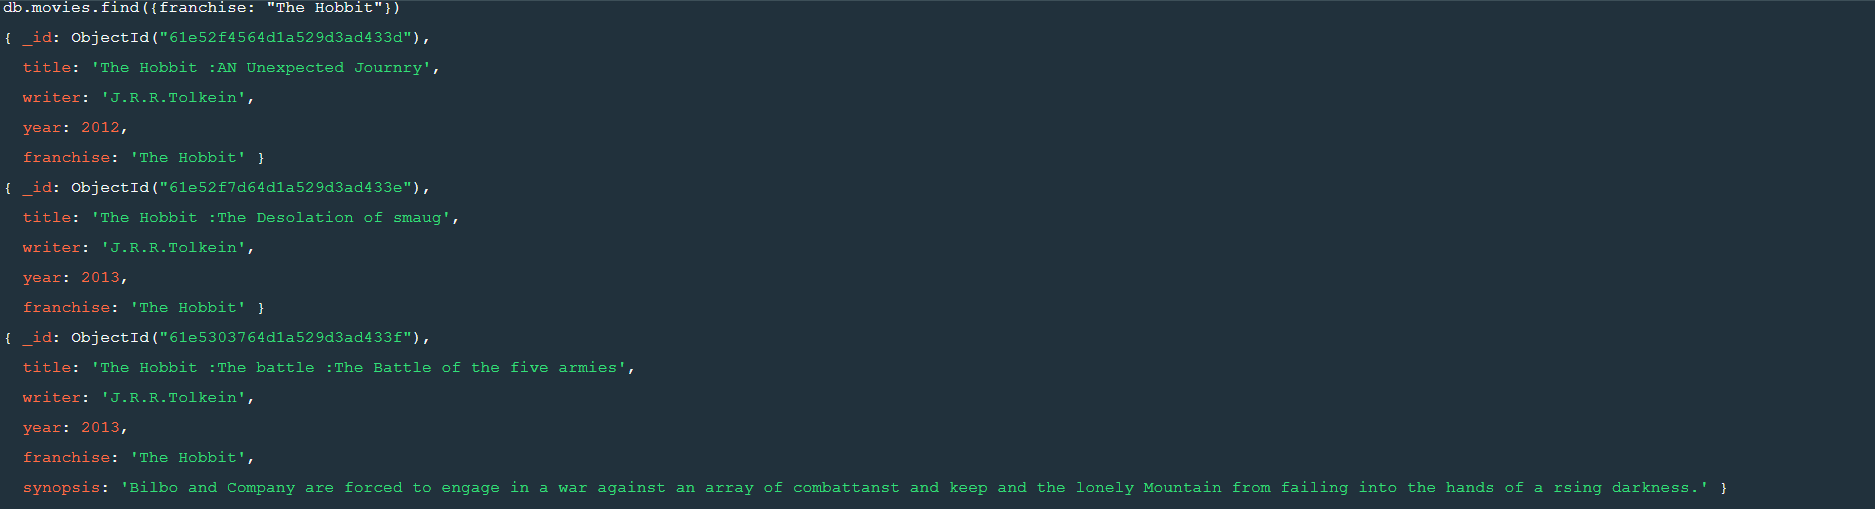 db.movies.find({franchise: "The Hobbit"})
{ _id: ObjectId("61e52f4564d1a529d3ad433d"),
  title: 'The Hobbit :AN Unexpected Journry',
  writer: 'J.R.R.Tolkein',
  year: 2012,
  franchise: 'The Hobbit' }
{ _id: ObjectId("61e52f7d64d1a529d3ad433e"),
  title: 'The Hobbit :The Desolation of smaug',
  writer: 'J.R.R.Tolkein',
  year: 2013,
  franchise: 'The Hobbit' }
{ _id: ObjectId("61e5303764d1a529d3ad433f"),
  title: 'The Hobbit :The battle :The Battle of the five armies',
  writer: 'J.R.R.Tolkein',
  year: 2013,
  franchise: 'The Hobbit',
  synopsis: 'Bilbo and Company are forced to engage in a war against an array of combattanst and keep and the lonely Mountain from failing into the hands of a rsing darkness.' }